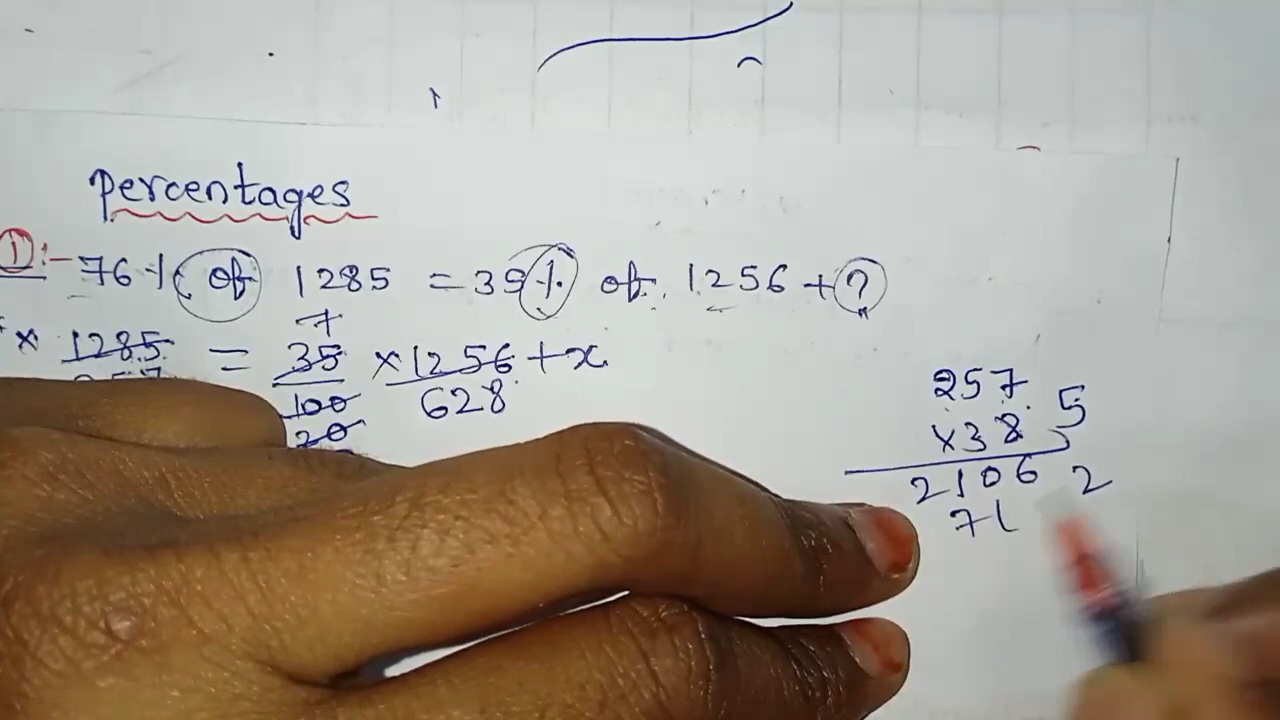 Percentages
①:- 76% of 1285 = 35% of 1256 + ?
7
× 1285 = 35 × 1256 + x
257 100 628
20
257
×38 5
2106 2
71